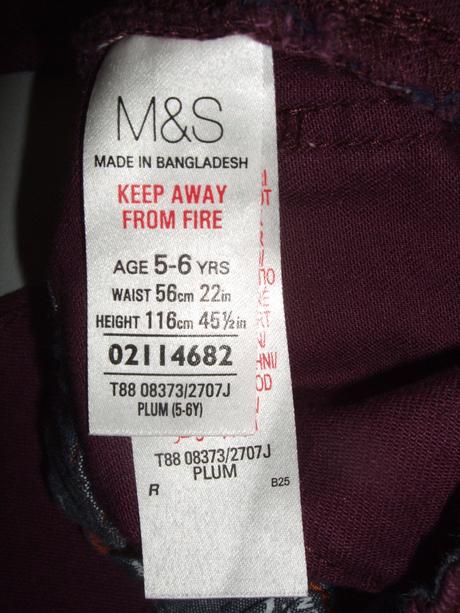 M&S
MADE IN BANGLADESH
KEEP AWAY
FROM FIRE
AGE 5-6 YRS
WAIST 56cm 22in
HEIGHT 116cm 45½in
02114682
T88 08373/2707J
PLUM (5-6Y)
T88 08373/2707J
PLUM
R B25